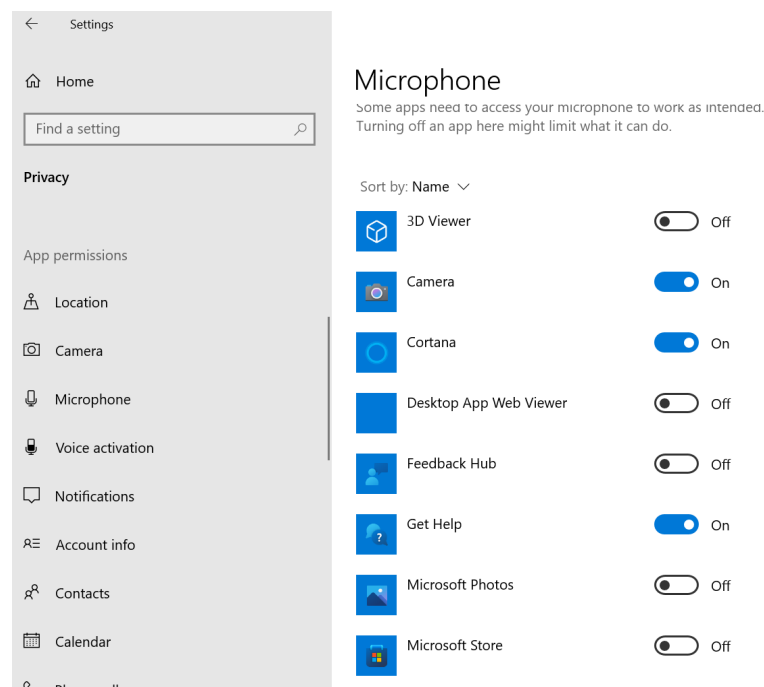 Settings
Home
Find a setting
Privacy
App permissions
Location
Camera
Microphone
Voice activation
Notifications
Account info
Contacts
Calendar
Microphone
Some apps need to access your microphone to work as intended.
Turning off an app here might limit what it can do.
Sort by: Name
3D Viewer Off
Camera On
Cortana On
Desktop App Web Viewer Off
Feedback Hub Off
Get Help On
Microsoft Photos Off
Microsoft Store Off